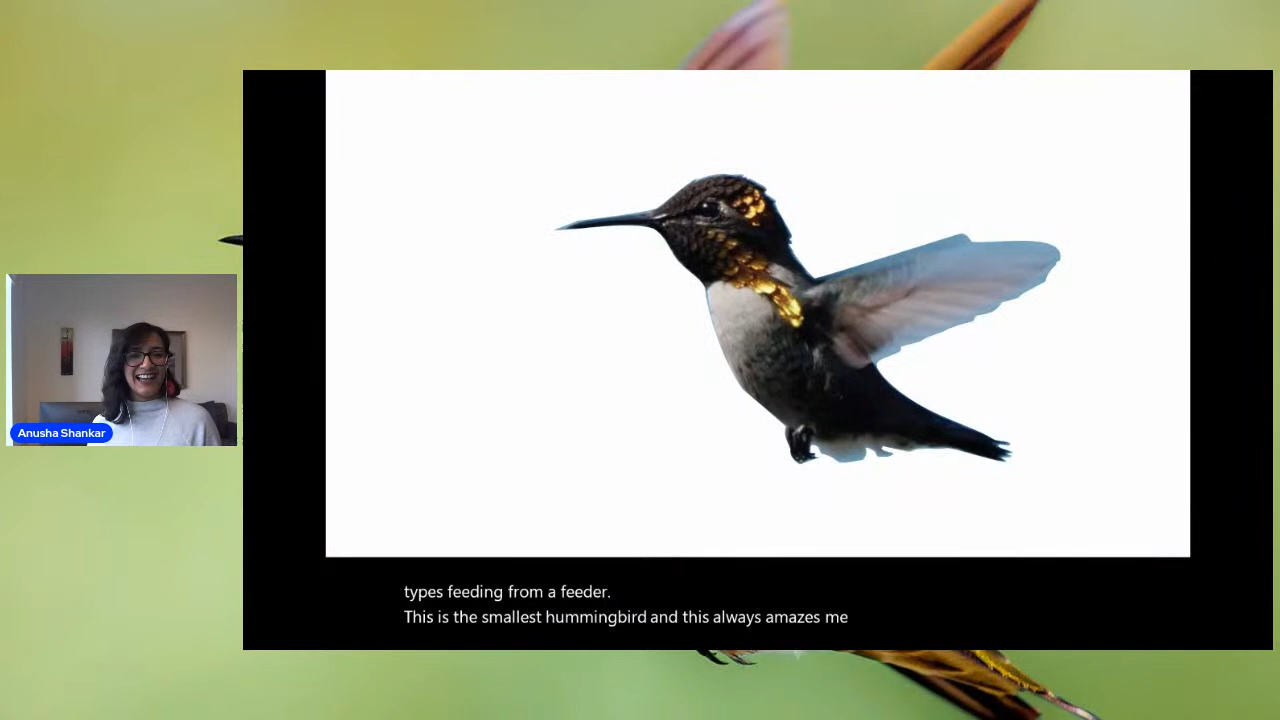 Anusha Shankar
types feeding from a feeder.
This is the smallest hummingbird and this always amazes me